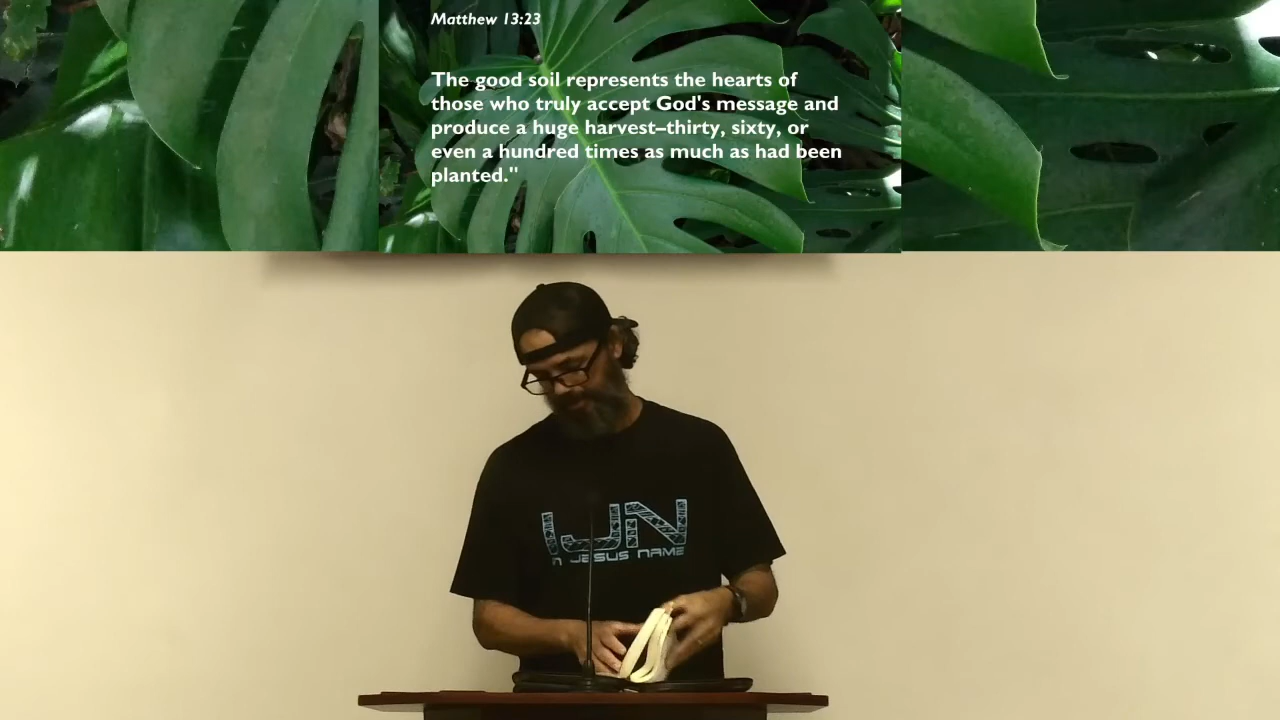 Matthew 13:23
The good soil represents the hearts of
those who truly accept God's message and
produce a huge harvest–thirty, sixty, or
even a hundred times as much as had been
planted."
IJN
n JESUS NAME